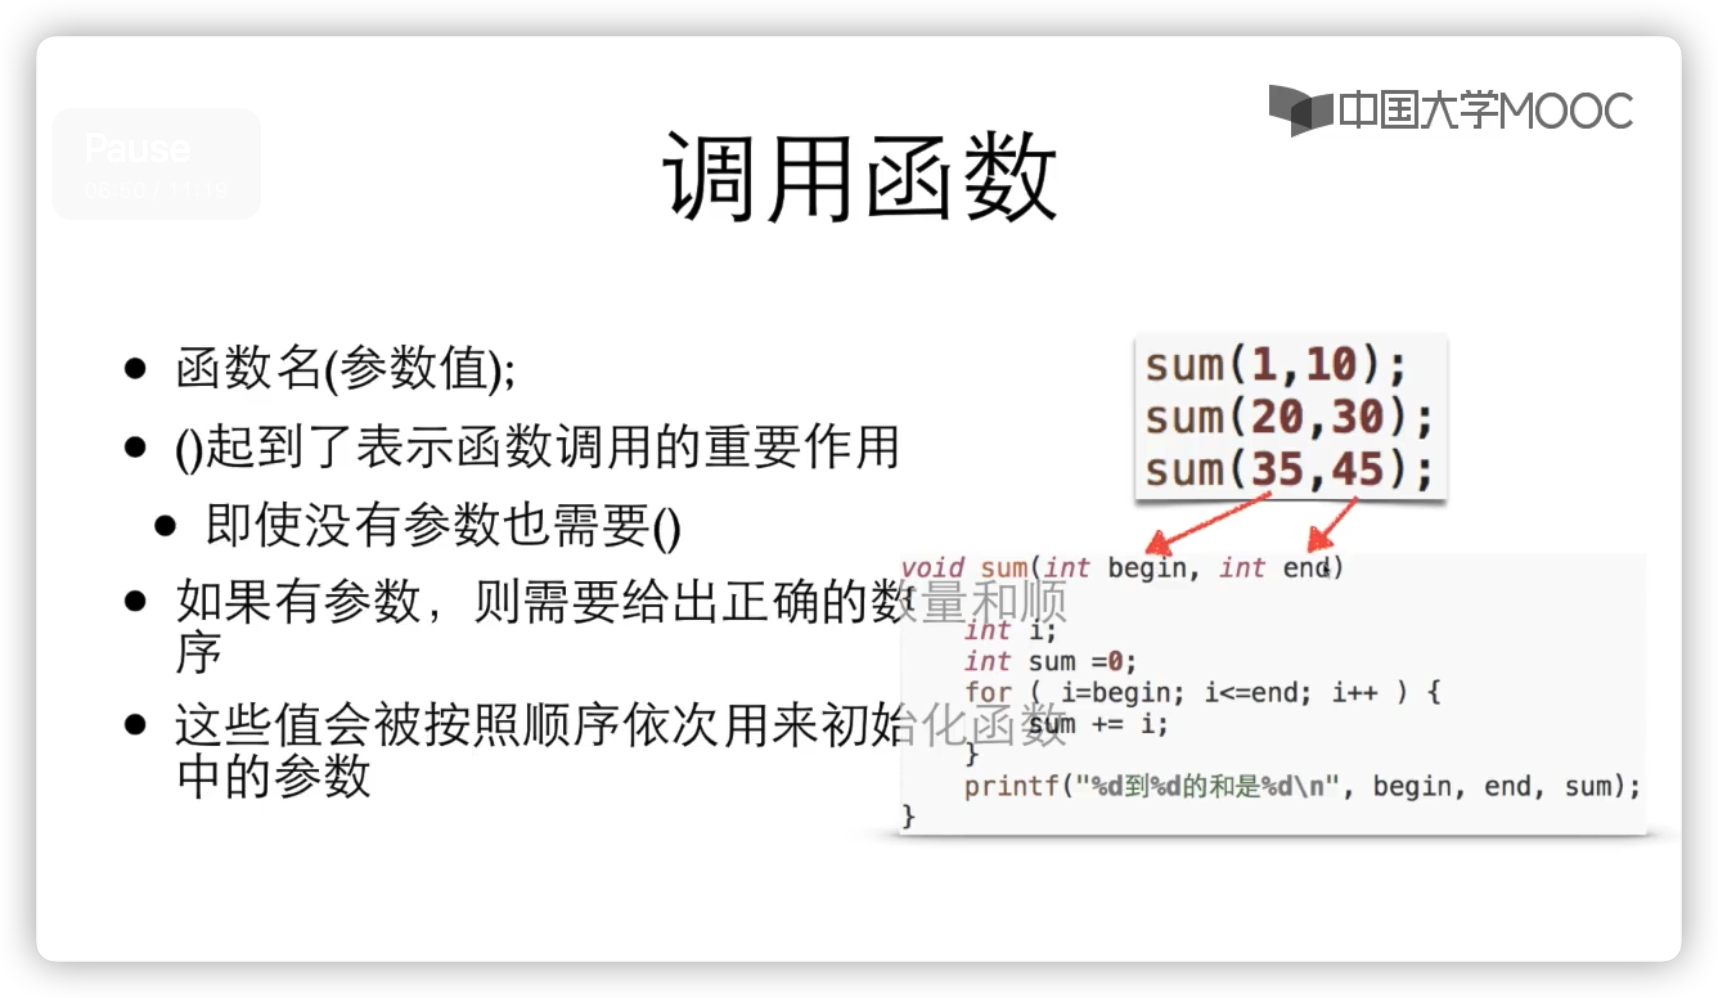 中国大学MOOC
Pause
06:50 / 11:19
调用函数
函数名(参数值);
()起到了表示函数调用的重要作用
即使没有参数也需要()
如果有参数，则需要给出正确的数量和顺
序
这些值会被按照顺序依次用来初始化函数
中的参数
sum(1,10);
sum(20,30);
sum(35,45);
void sum(int begin, int end)
{
int i;
int sum =0;
for ( i=begin; i<=end; i++ ) {
sum += i;
}
printf("%d到%d的和是%d\n", begin, end, sum);
}